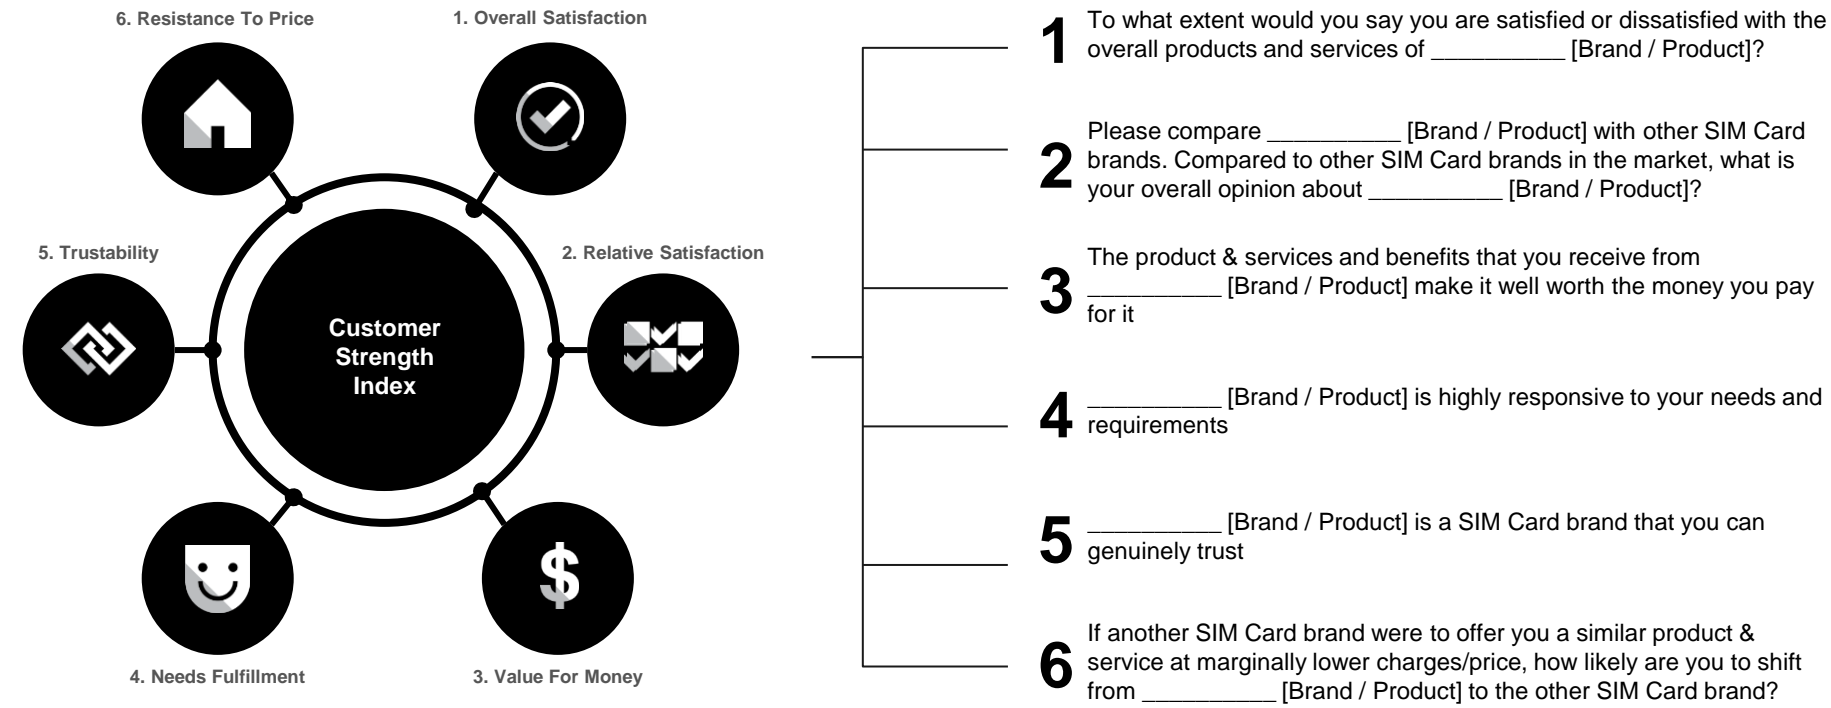 6. Resistance To Price
1. Overall Satisfaction
5. Trustability
2. Relative Satisfaction
Customer
Strength
Index
4. Needs Fulfillment
3. Value For Money
1
To what extent would you say you are satisfied or dissatisfied with the
overall products and services of __________ [Brand / Product]?
2
Please compare __________ [Brand / Product] with other SIM Card
brands. Compared to other SIM Card brands in the market, what is
your overall opinion about __________ [Brand / Product]?
3
The product & services and benefits that you receive from
__________ [Brand / Product] make it well worth the money you pay
for it
4
__________ [Brand / Product] is highly responsive to your needs and
requirements
5
__________ [Brand / Product] is a SIM Card brand that you can
genuinely trust
6
If another SIM Card brand were to offer you a similar product &
service at marginally lower charges/price, how likely are you to shift
from __________ [Brand / Product] to the other SIM Card brand?